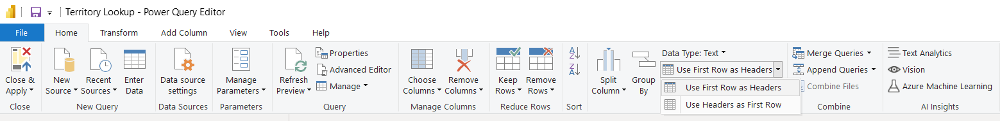 Territory Lookup - Power Query Editor
File Home Transform Add Column View Tools Help
Close & Apply
New Source
Recent Sources
Enter Data
Data source settings
Manage Parameters
Refresh Preview
Properties
Advanced Editor
Manage
Choose Columns
Remove Columns
Keep Rows
Remove Rows
A
Z
Z
A
Split Column
Group By
Data Type: Text
Use First Row as Headers
Use First Row as Headers
Use Headers as First Row
Merge Queries
Append Queries
Combine Files
Text Analytics
Vision
Azure Machine Learning
Close New Query Data Sources Parameters Query Manage Columns Reduce Rows Sort Combine AI Insights